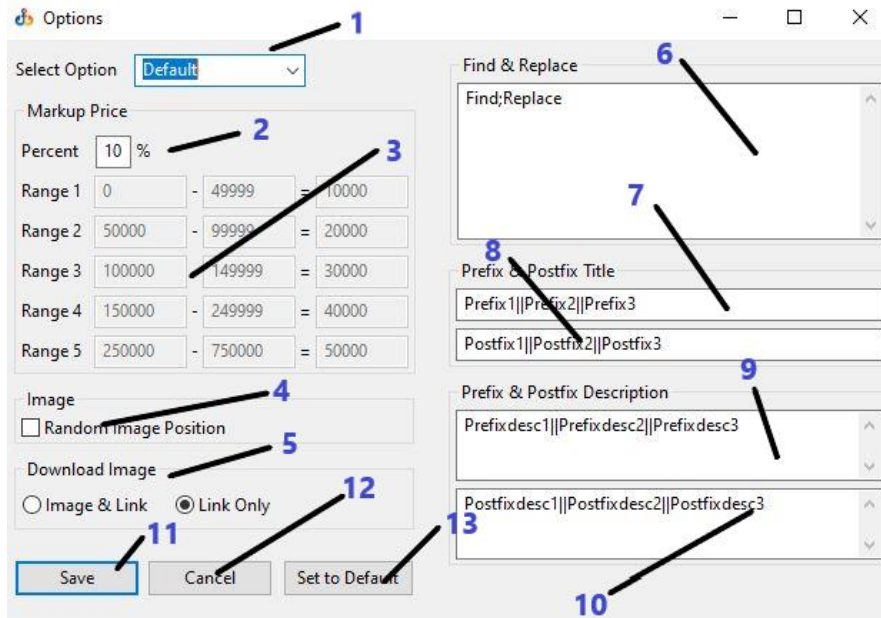 Options
1
Select Option Default
Markup Price
2
Percent 10 %
3
Range 1 0 - 49999 = 10000
Range 2 50000 - 99999 = 20000
Range 3 100000 - 149999 = 30000
Range 4 150000 - 249999 = 40000
Range 5 250000 - 750000 = 50000
Image
4
Random Image Position
5
Download Image
Image & Link Link Only
12
11
13
Save Cancel Set to Default
Find & Replace
6
Find;Replace
7
8
Prefix & Postfix Title
Prefix1||Prefix2||Prefix3
Postfix1||Postfix2||Postfix3
9
Prefix & Postfix Description
Prefixdesc1||Prefixdesc2||Prefixdesc3
Postfixdesc1||Postfixdesc2||Postfixdesc3
10